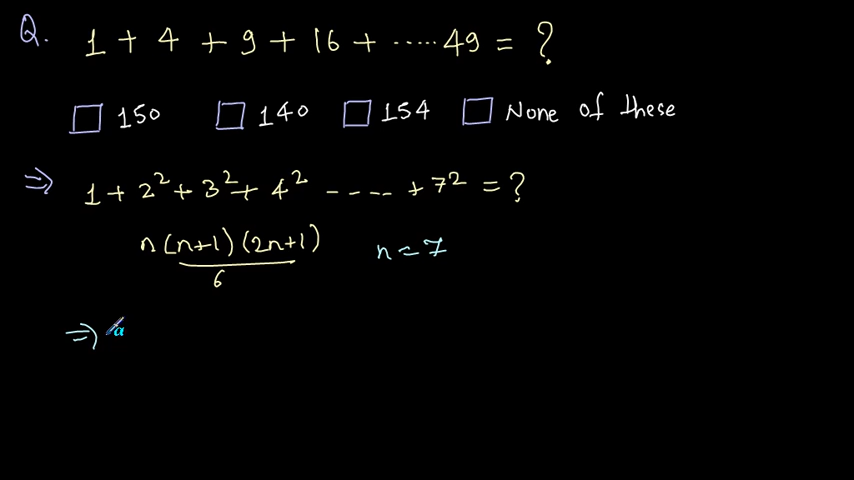 Q. 1 + 4 + 9 + 16 + ..... 49 = ?
150 140 154 None of these
⇒ 1 + 2² + 3² + 4² ---- + 7² = ?
n(n+1)(2n+1) n = 7
6
⇒